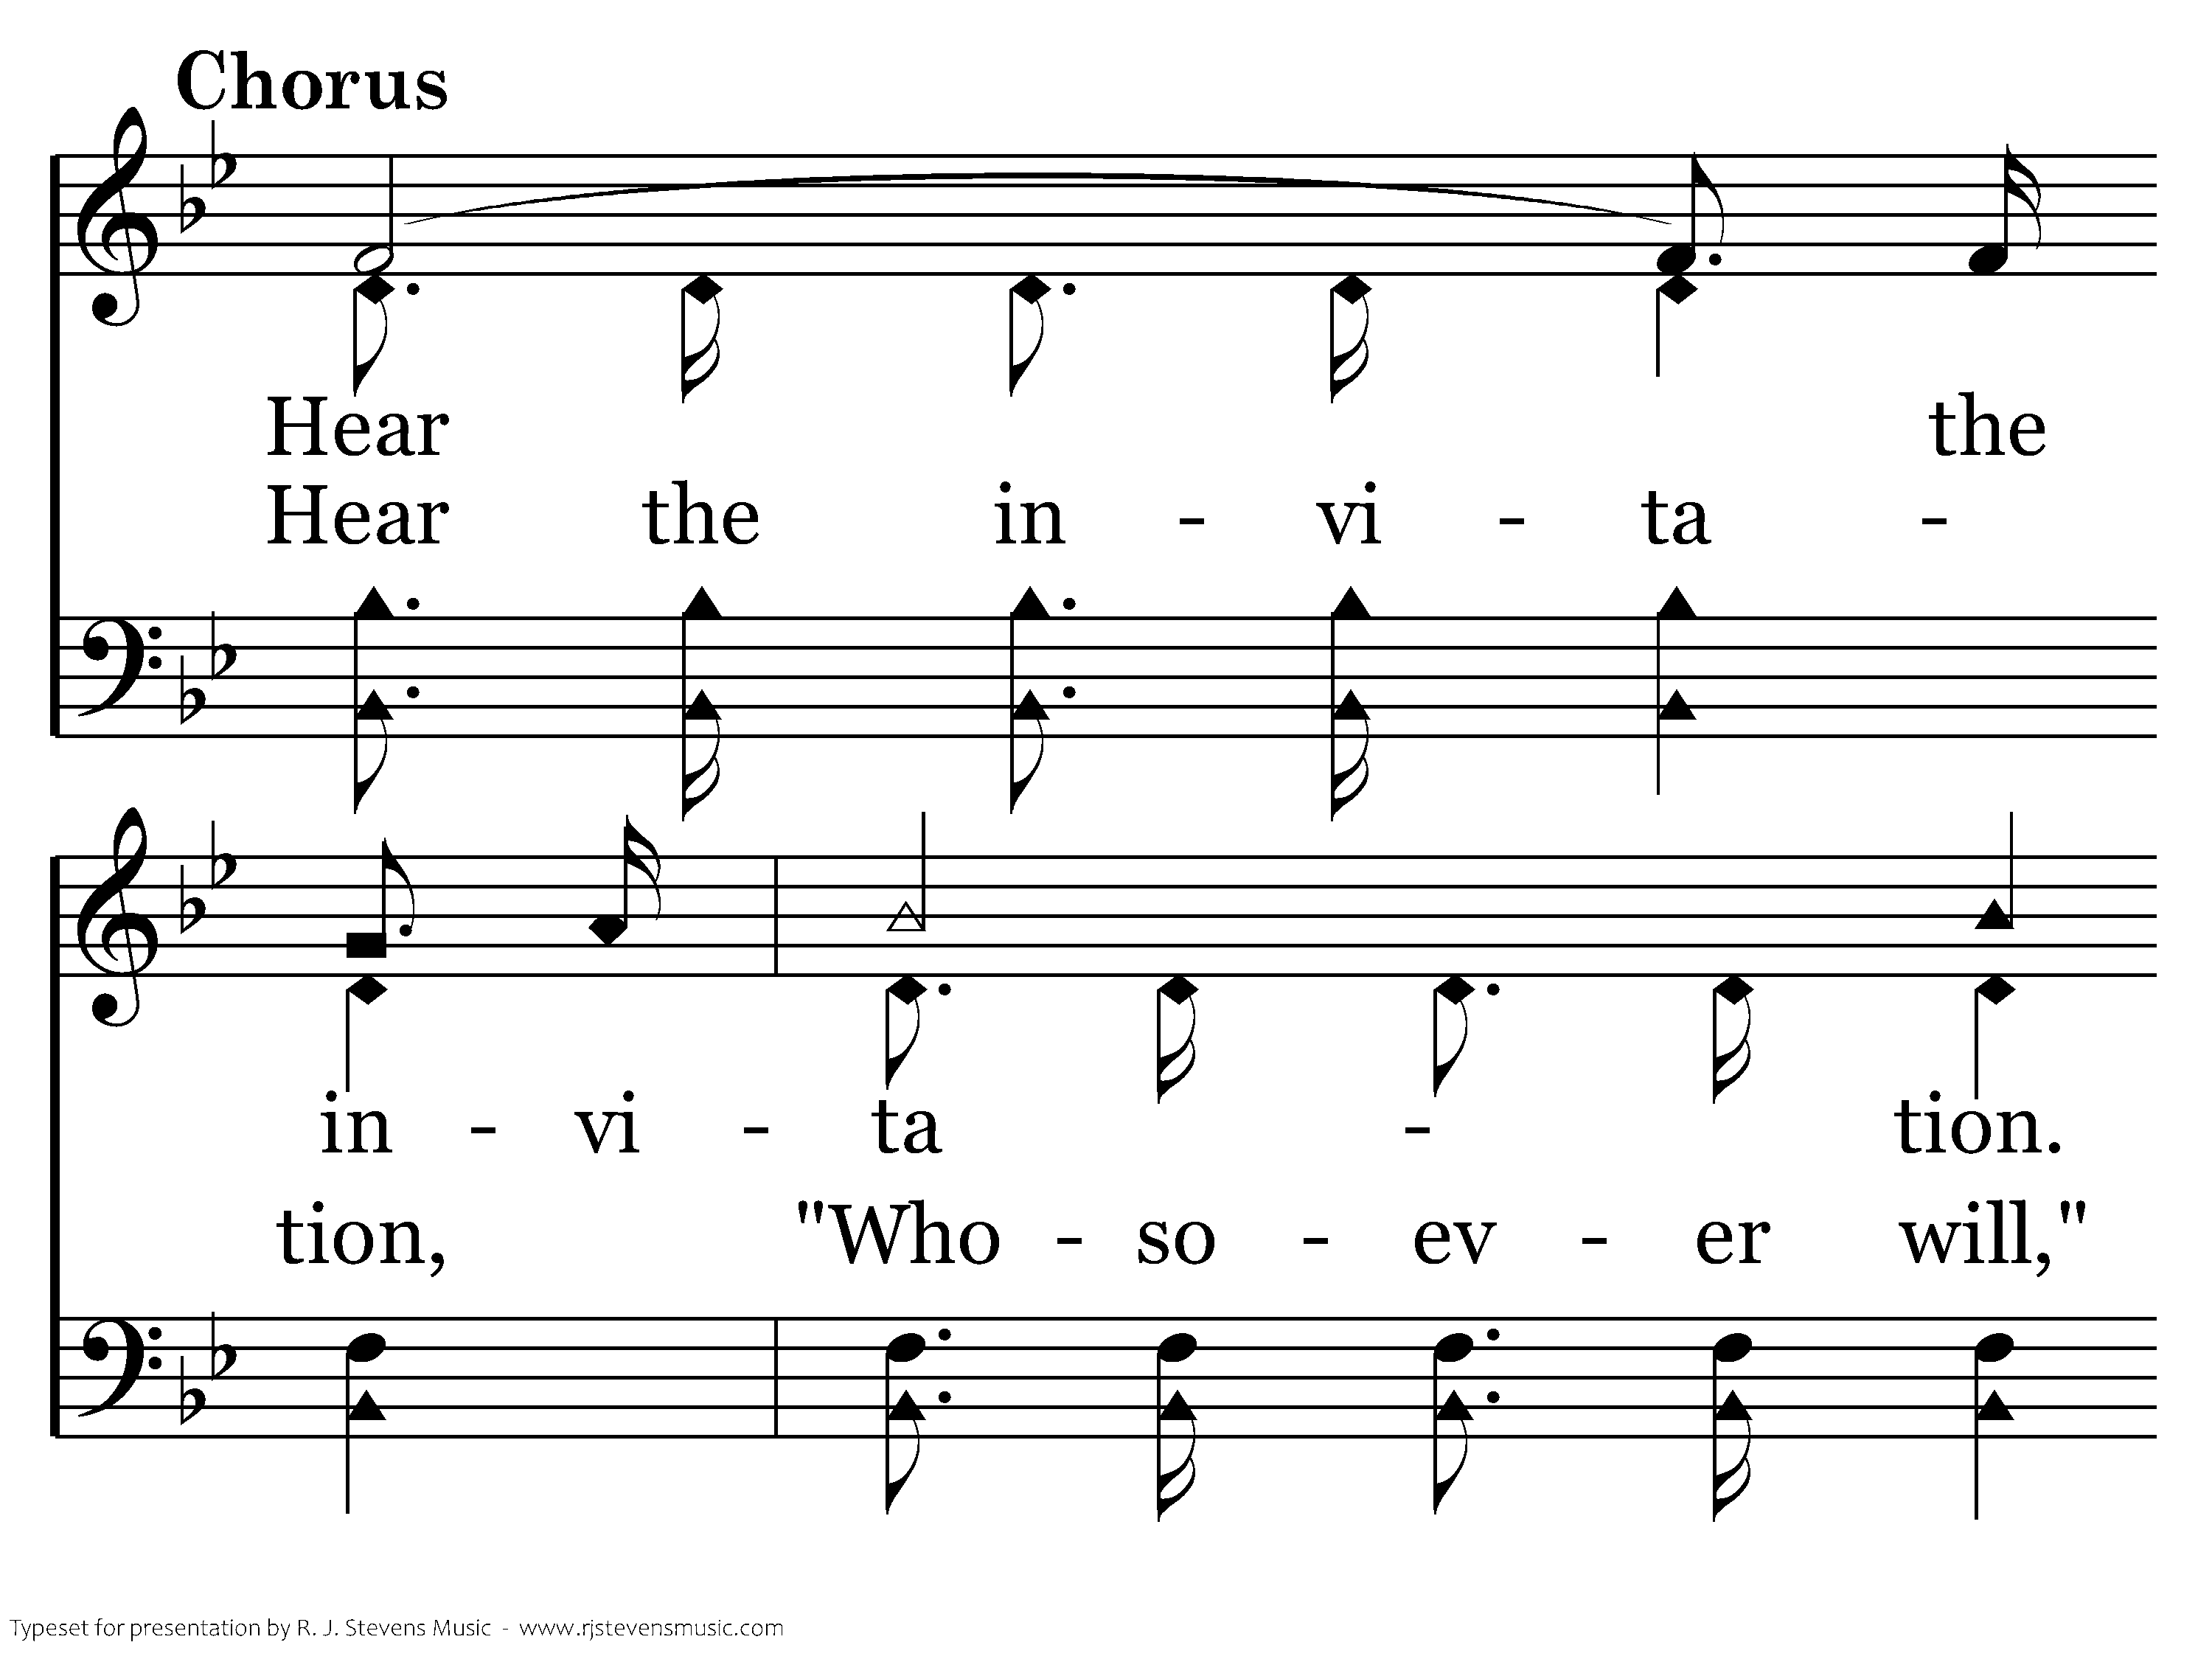 Chorus
Hear the
Hear the in - vi - ta -
in - vi - ta - tion.
tion, "Who - so - ev - er will,"
Typeset for presentation by R. J. Stevens Music - www.rjstevensmusic.com